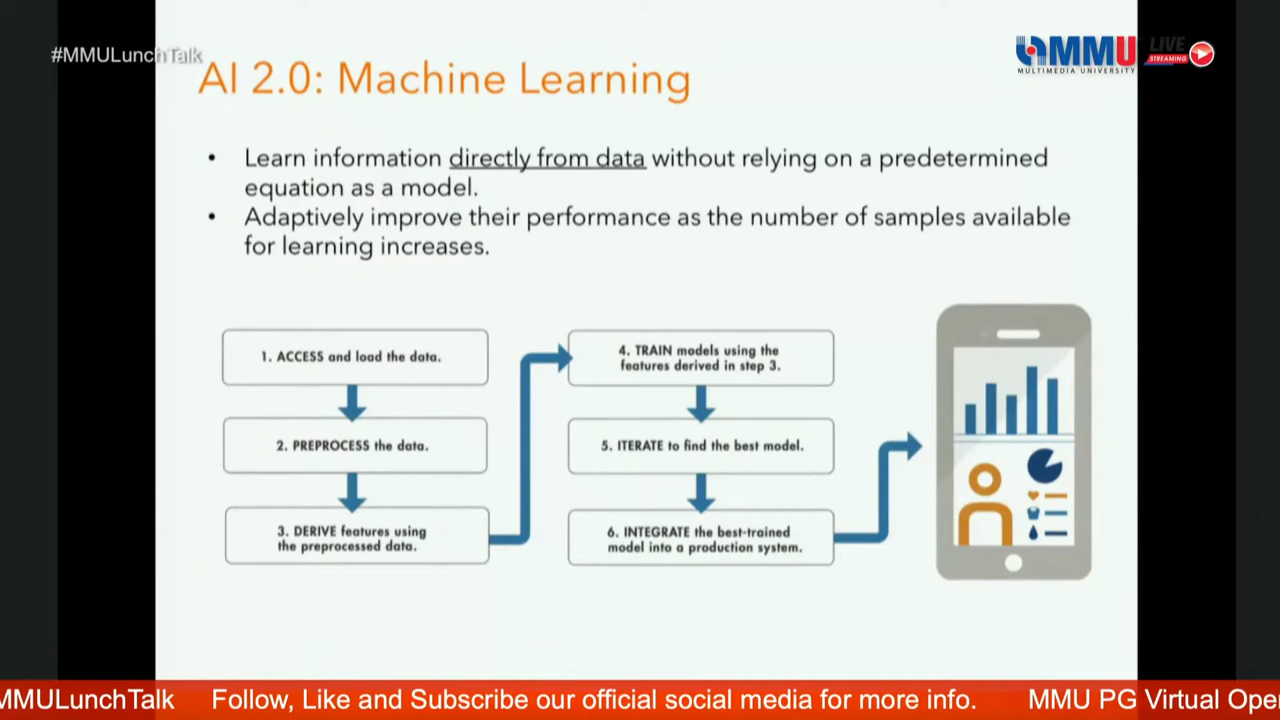 #MMULunchTalk
MMU
MULTIMEDIA UNIVERSITY
LIVE
STREAMING
AI 2.0: Machine Learning
• Learn information directly from data without relying on a predetermined
equation as a model.
• Adaptively improve their performance as the number of samples available
for learning increases.
1. ACCESS and load the data.
2. PREPROCESS the data.
3. DERIVE features using
the preprocessed data.
4. TRAIN models using the
features derived in step 3.
5. ITERATE to find the best model.
6. INTEGRATE the best-trained
model into a production system.
MMULunchTalk Follow, Like and Subscribe our official social media for more info. MMU PG Virtual Ope